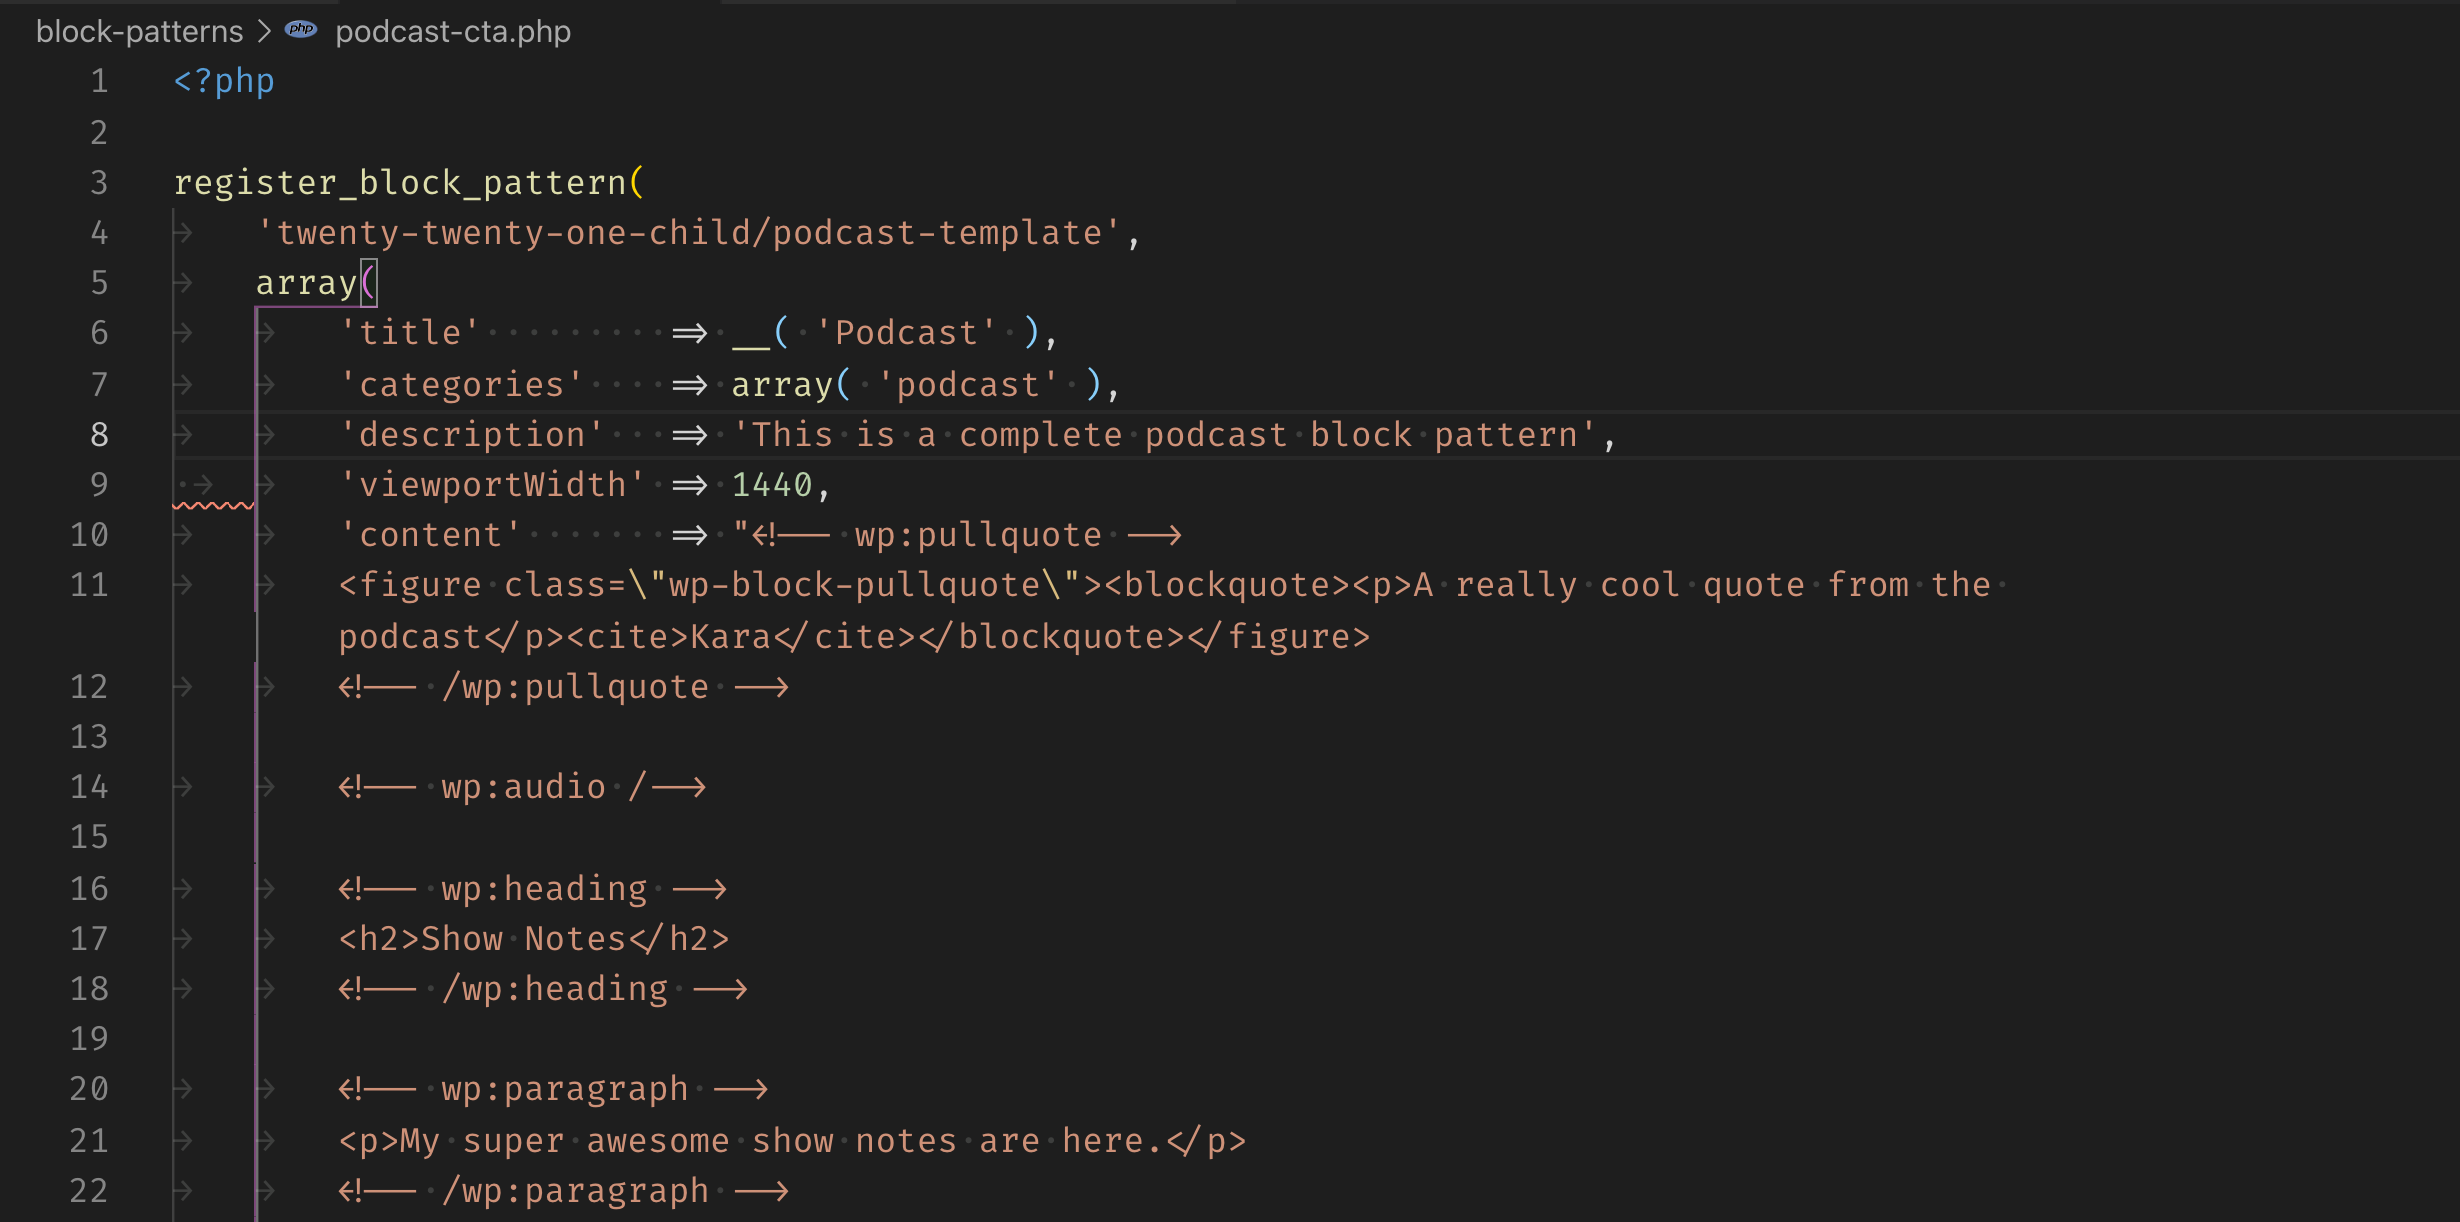 block-patterns > php podcast-cta.php
1 <?php
2
3 register_block_pattern(
4 'twenty-twenty-one-child/podcast-template',
5 array(
6 'title'          => __( 'Podcast' ),
7 'categories'     => array( 'podcast' ),
8 'description'    => 'This is a complete podcast block pattern',
9 'viewportWidth'  => 1440,
10 'content'        => "<!-- wp:pullquote -->
11 <figure class=\"wp-block-pullquote\"><blockquote><p>A really cool quote from the
podcast</p><cite>Kara</cite></blockquote></figure>
12 <!-- /wp:pullquote -->
13
14 <!-- wp:audio /-->
15
16 <!-- wp:heading -->
17 <h2>Show Notes</h2>
18 <!-- /wp:heading -->
19
20 <!-- wp:paragraph -->
21 <p>My super awesome show notes are here.</p>
22 <!-- /wp:paragraph -->